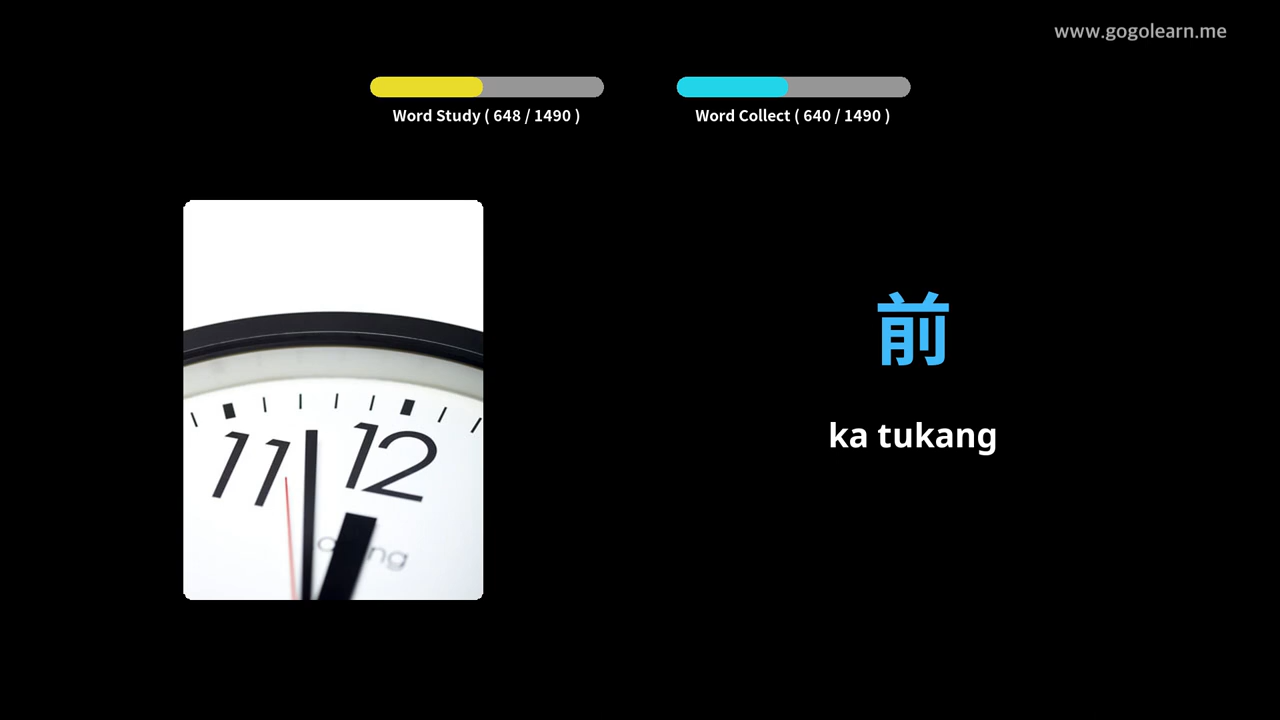 www.gogolearn.me
Word Study ( 648 / 1490 )
Word Collect ( 640 / 1490 )
11
12
前
ka tukang